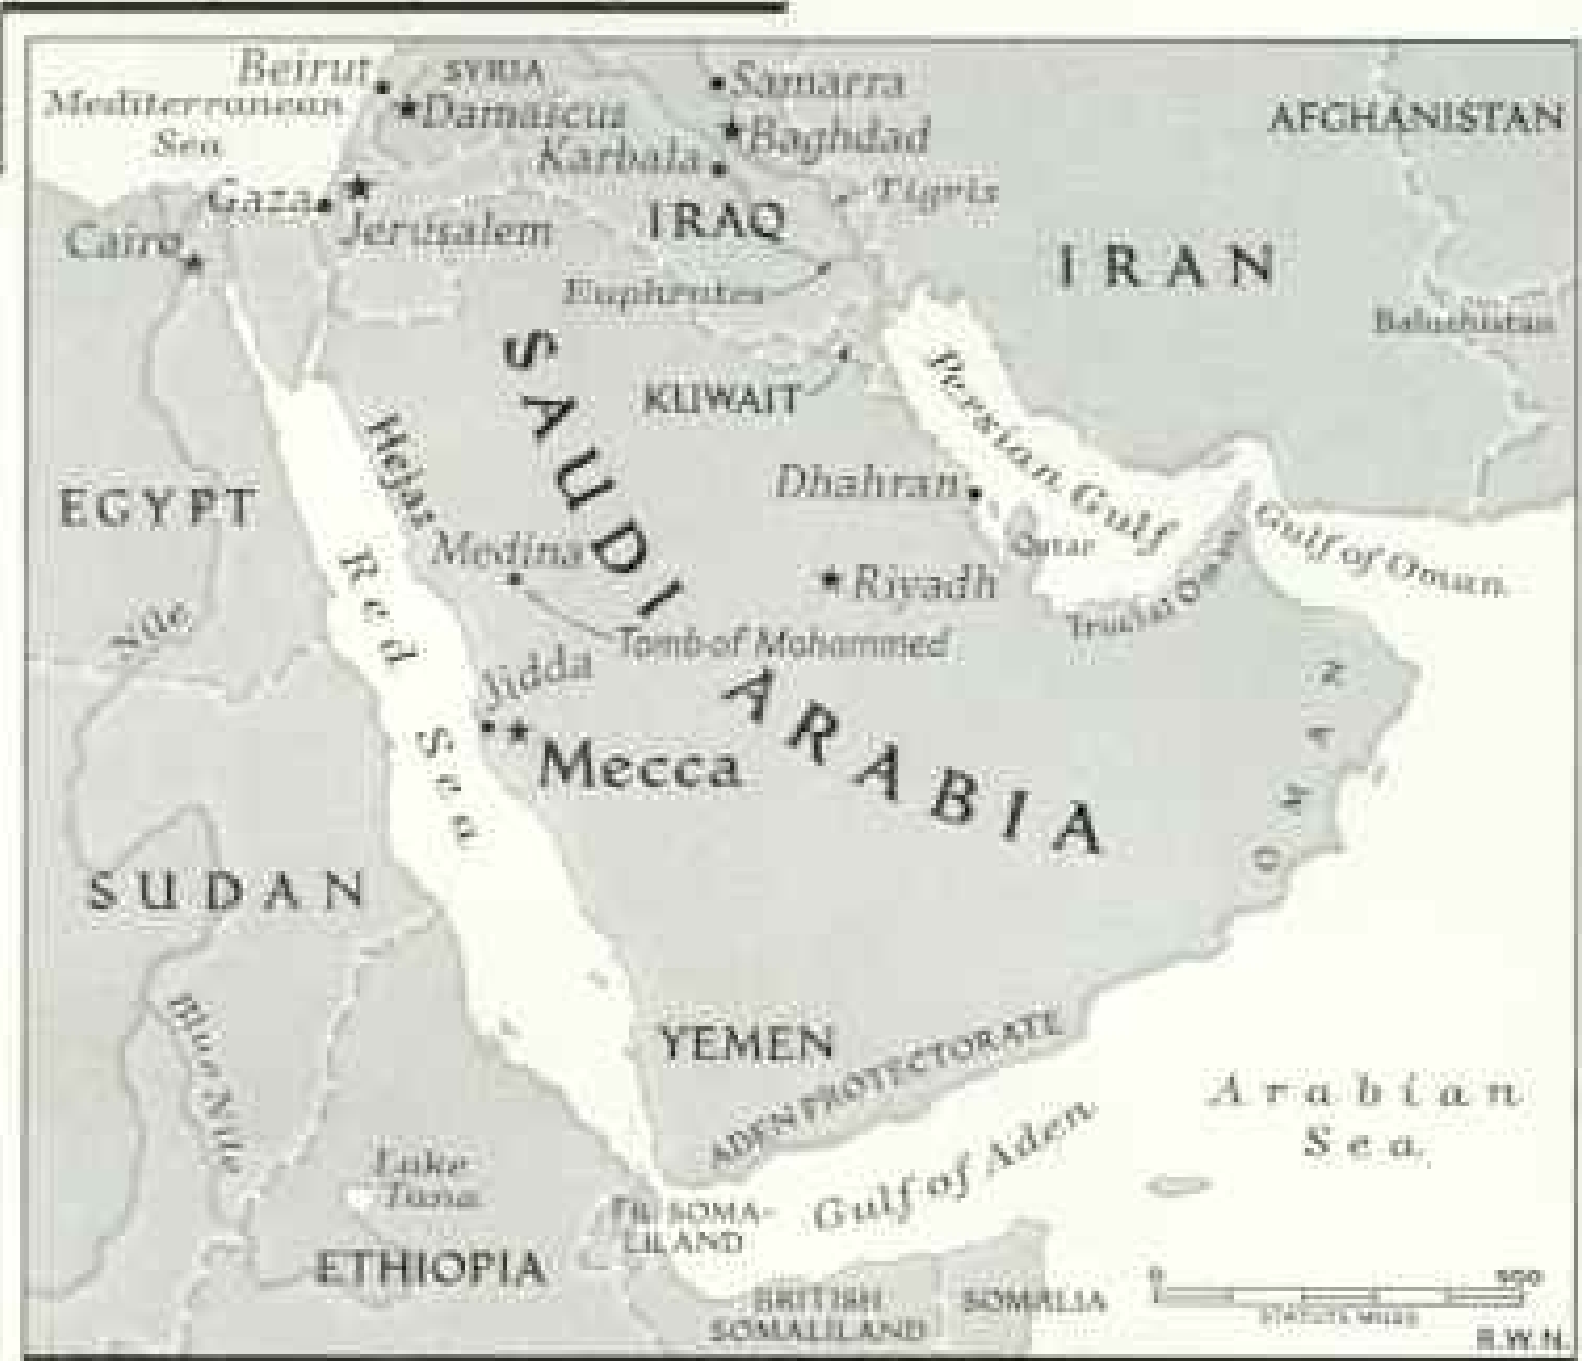 Beirut
SYRIA
Samarra
Mediterranean
Sea
Damascus
Baghdad
AFGHANISTAN
Karbala
Tigris
Gaza
Jerusalem
IRAQ
Cairo
IRAN
Euphrates
Baluchistan
SAUDI ARABIA
Persian Gulf
KUWAIT
Hejaz
Dhahran
EGYPT
Gulf of Oman
Medina
Qatar
Red Sea
Riyadh
Trucial Oman
Nile
Tomb of Mohammed
Jidda
OMAN
Mecca
SUDAN
Blue Nile
YEMEN
ADEN PROTECTORATE
Arabian
Sea
Gulf of Aden
Lake
Tana
FR. SOMA-
LILAND
ETHIOPIA
0 500
STATUTE MILES
BRITISH
SOMALILAND
SOMALIA
R.W.N.